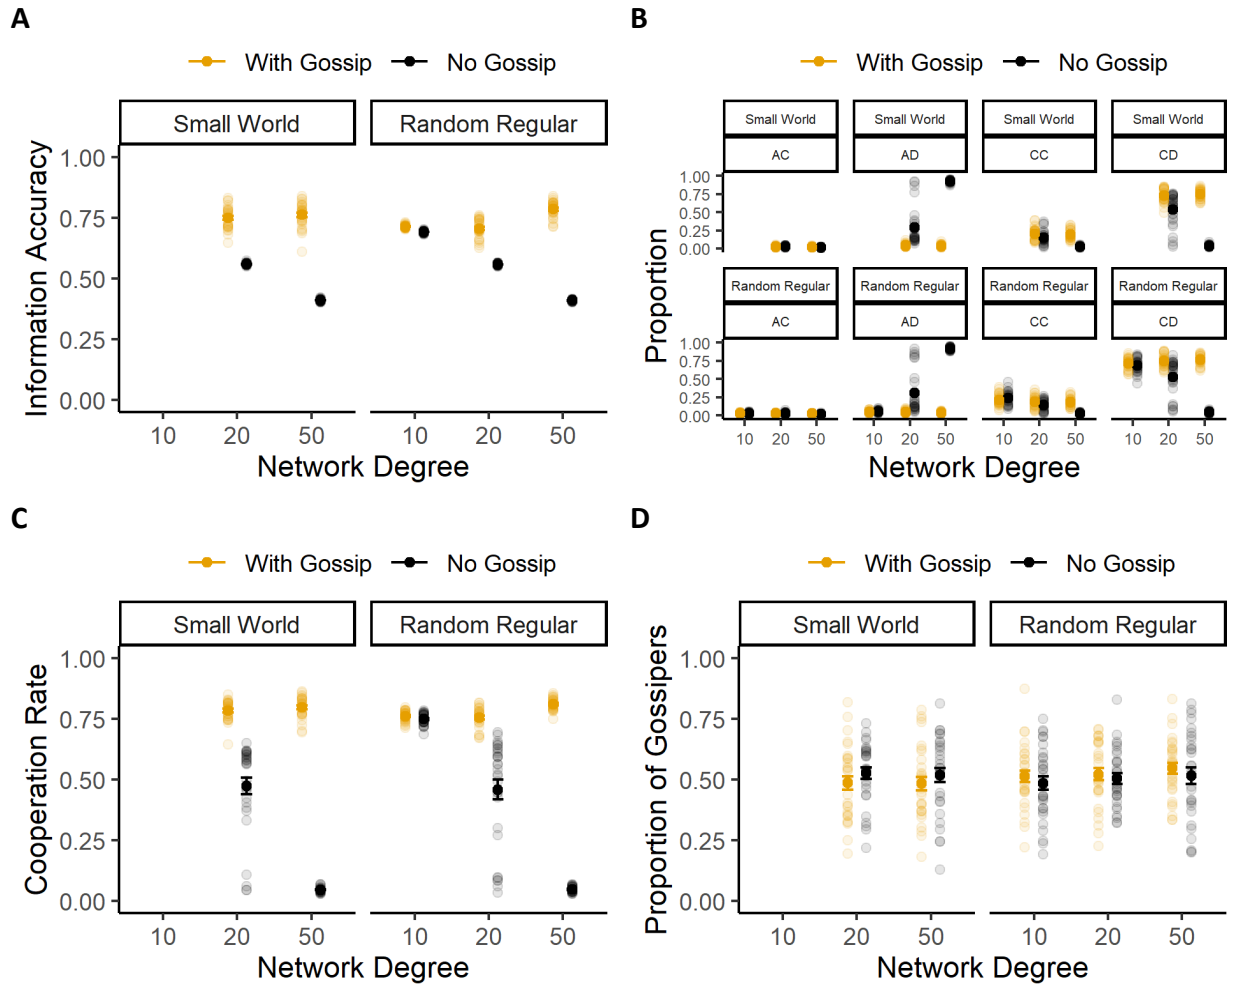 A
With Gossip No Gossip
Small World Random Regular
1.00
0.75
0.50
0.25
0.00
Information Accuracy
10 20 50 10 20 50
Network Degree
B
With Gossip No Gossip
Small World Small World Small World Small World
AC AD CC CD
1.00
0.75
0.50
0.25
0.00
Proportion
Random Regular Random Regular Random Regular Random Regular
AC AD CC CD
1.00
0.75
0.50
0.25
0.00
10 20 50 10 20 50 10 20 50 10 20 50
Network Degree
C
With Gossip No Gossip
Small World Random Regular
1.00
0.75
0.50
0.25
0.00
Cooperation Rate
10 20 50 10 20 50
Network Degree
D
With Gossip No Gossip
Small World Random Regular
1.00
0.75
0.50
0.25
0.00
Proportion of Gossipers
10 20 50 10 20 50
Network Degree